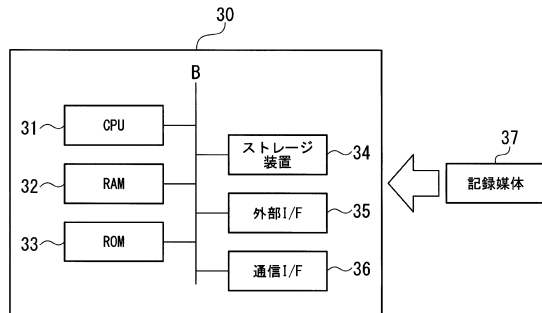 30
B
31
CPU
ストレージ
装置
34
37
記録媒体
32
RAM
外部I/F
35
33
ROM
通信I/F
36